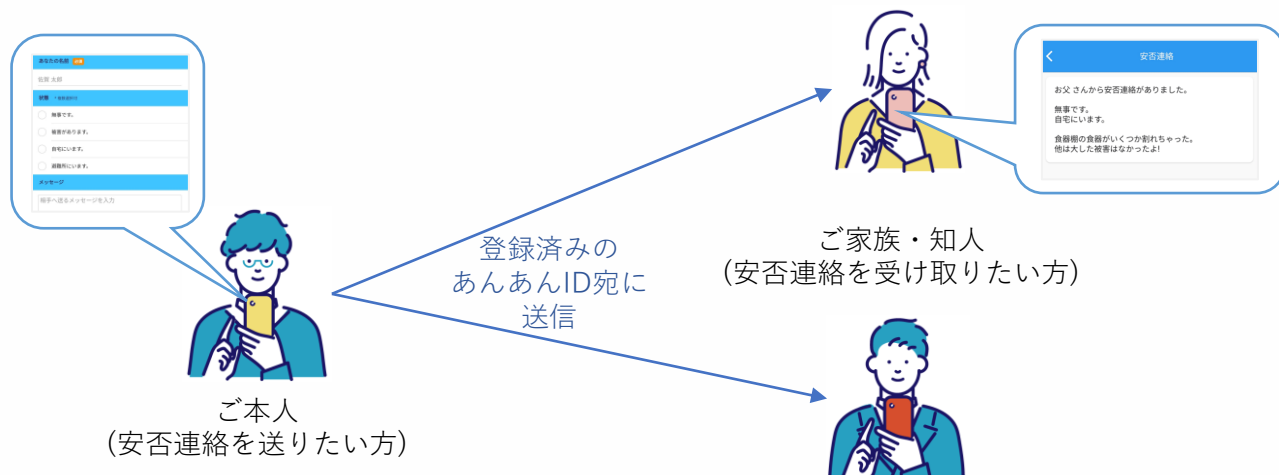 あなたの名前 必須
佐賀 太郎
状態 ＊複数選択可
無事です。
被害があります。
自宅にいます。
避難所にいます。
メッセージ
相手へ送るメッセージを入力
ご本人
(安否連絡を送りたい方)
登録済みの
あんあんID宛に
送信
安否連絡
お父 さんから安否連絡がありました。
無事です。
自宅にいます。
食器棚の食器がいくつか割れちゃった。
他は大した被害はなかったよ!
ご家族・知人
(安否連絡を受け取りたい方)